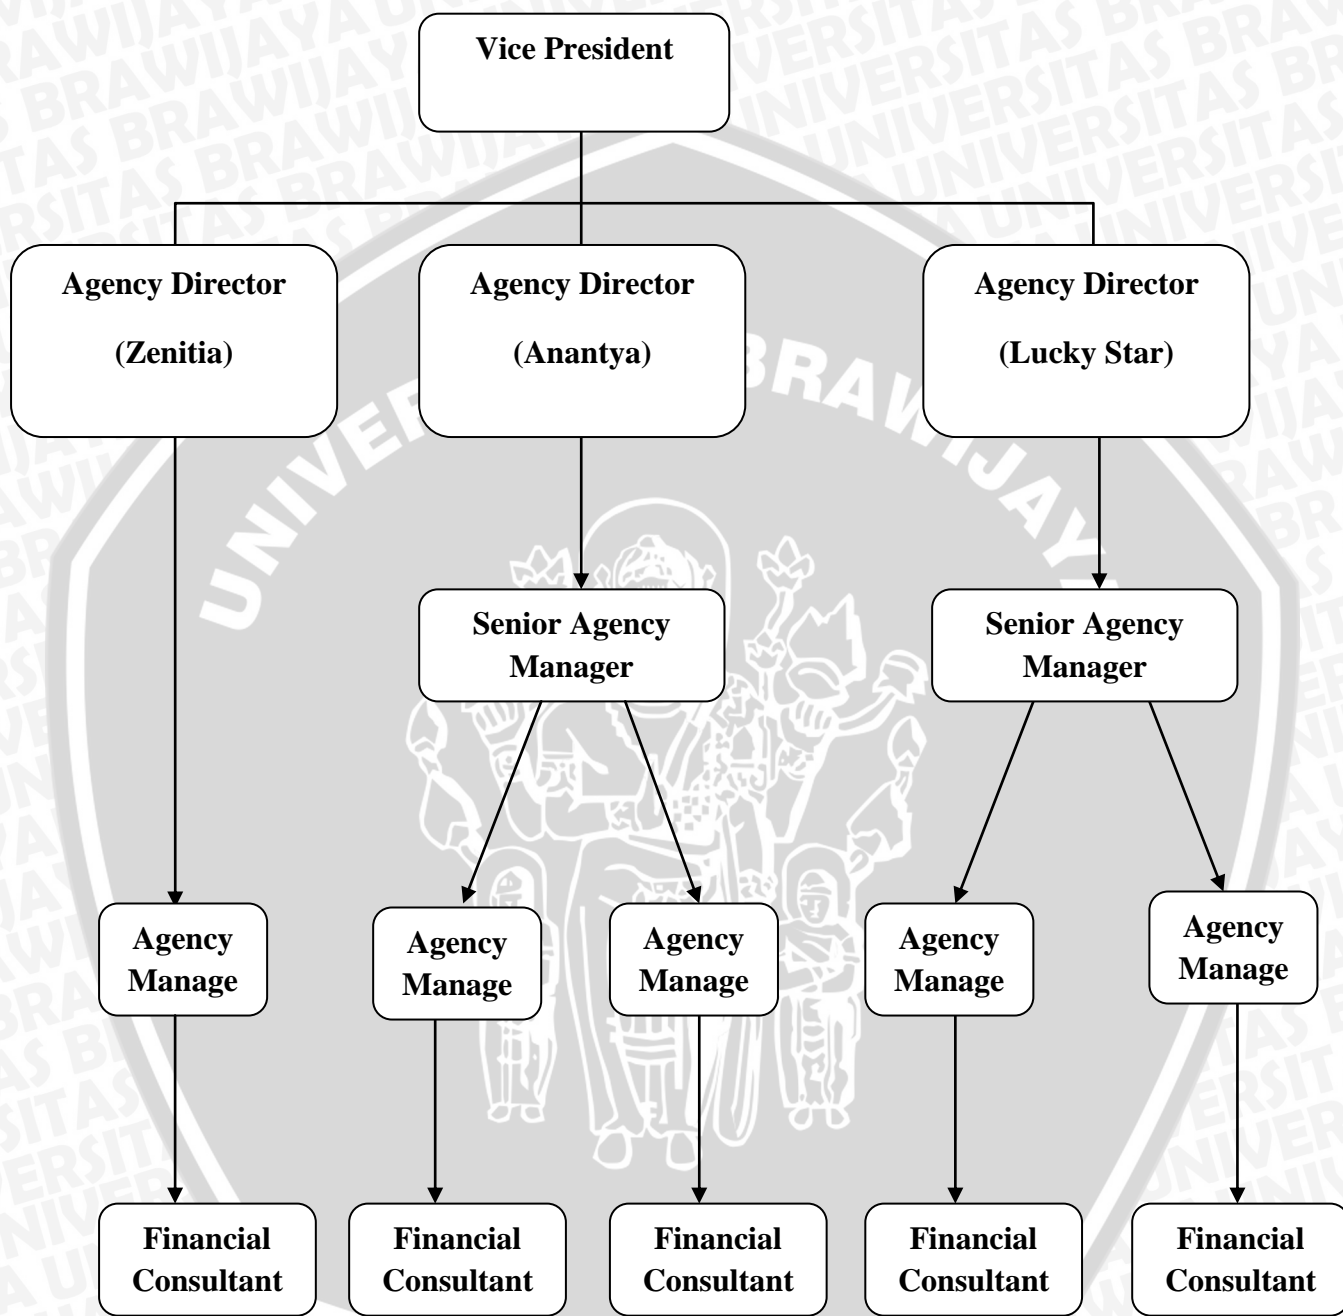 Vice President
Agency Director
(Zenitia)
Agency Director
(Anantya)
Agency Director
(Lucky Star)
Senior Agency
Manager
Senior Agency
Manager
Agency
Manage
Agency
Manage
Agency
Manage
Agency
Manage
Agency
Manage
Financial
Consultant
Financial
Consultant
Financial
Consultant
Financial
Consultant
Financial
Consultant